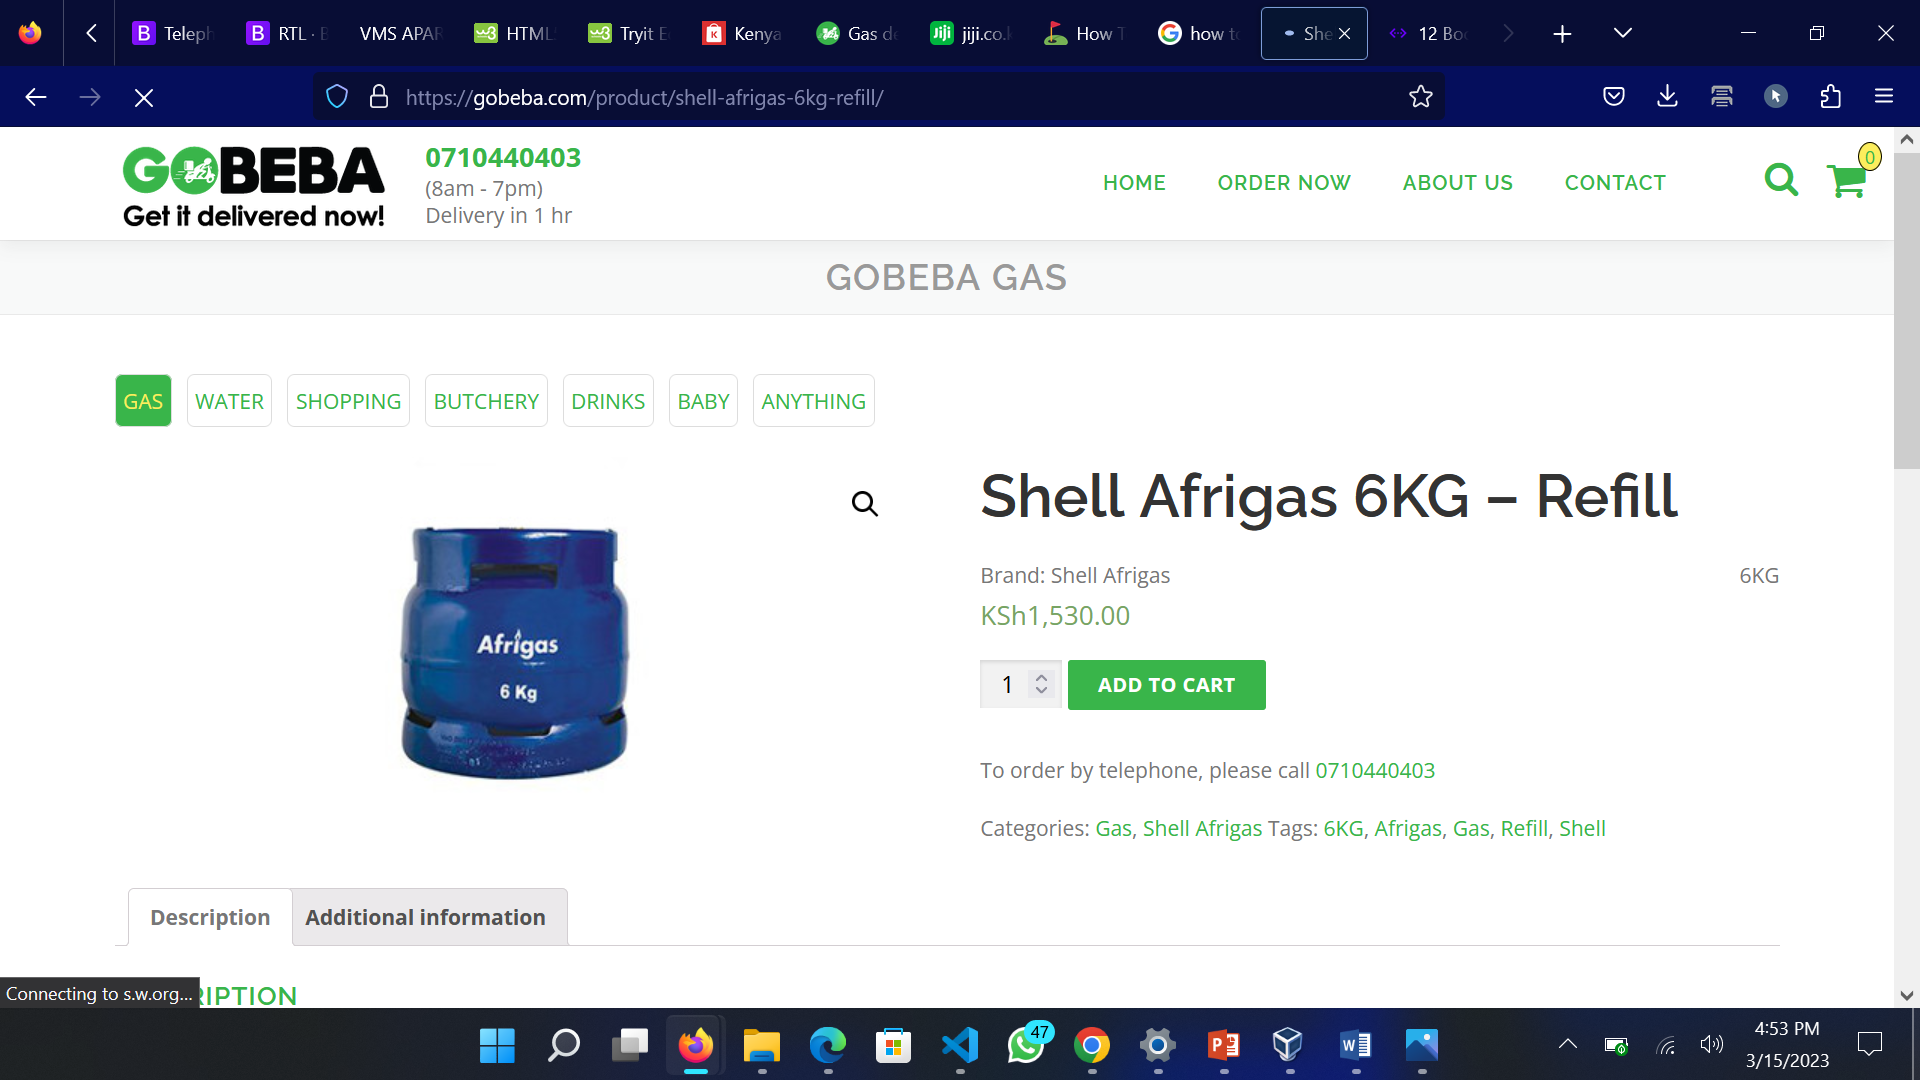 Teleph
RTL · B
VMS APAR
HTML
Tryit E
Kenya
Gas de
jiji.co.k
How T
how to
She
12 Boo
https://gobeba.com/product/shell-afrigas-6kg-refill/
GOBEBA
Get it delivered now!
0710440403
(8am - 7pm)
Delivery in 1 hr
HOME
ORDER NOW
ABOUT US
CONTACT
0
GOBEBA GAS
GAS
WATER
SHOPPING
BUTCHERY
DRINKS
BABY
ANYTHING
Afrigas
6 Kg
Shell Afrigas 6KG – Refill
Brand: Shell Afrigas
6KG
KSh1,530.00
1
ADD TO CART
To order by telephone, please call 0710440403
Categories: Gas, Shell Afrigas Tags: 6KG, Afrigas, Gas, Refill, Shell
Description
Additional information
RIPTION
Connecting to s.w.org...
47
4:53 PM
3/15/2023